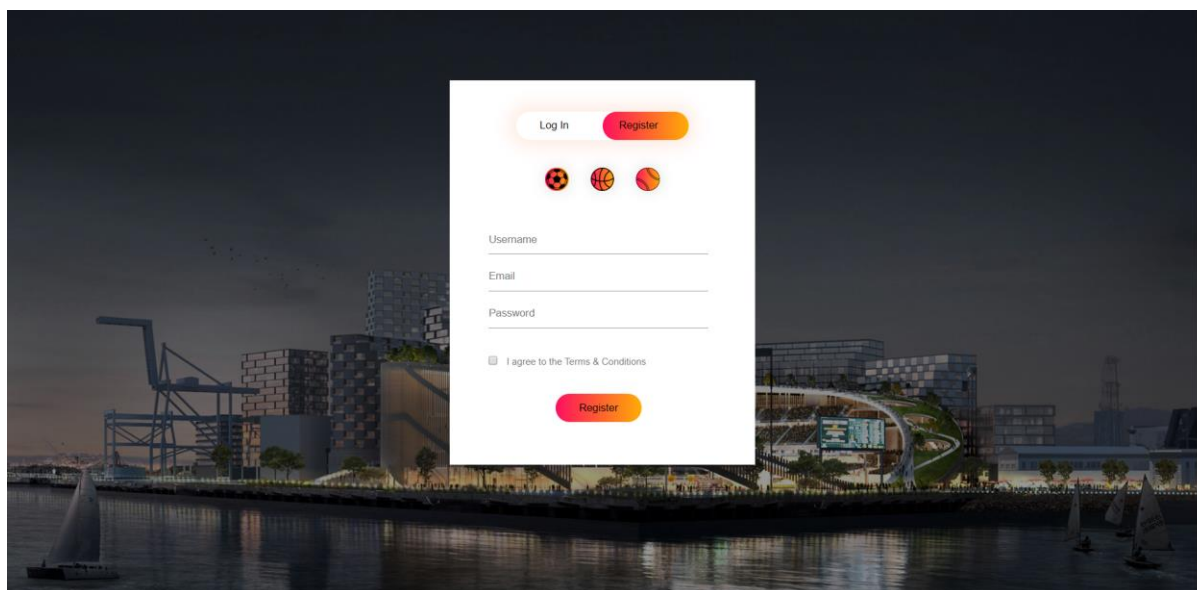 Log In Register
Username
Email
Password
I agree to the Terms & Conditions
Register